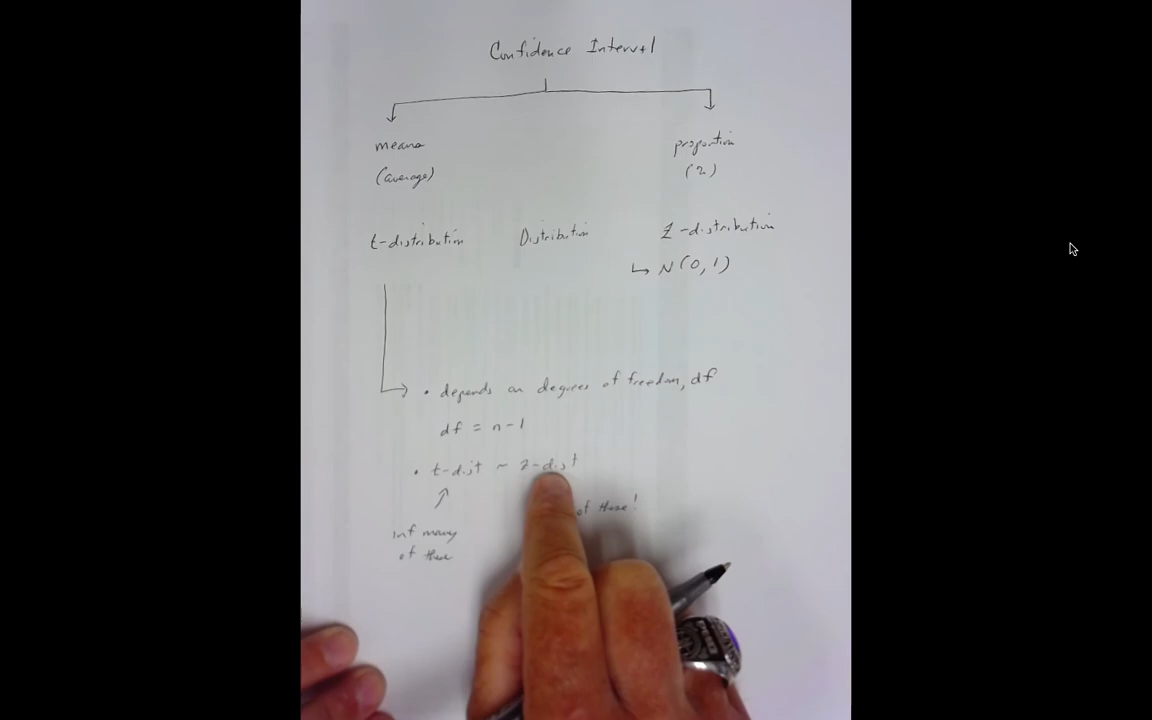 Confidence Interval
means
proportion
(average)
(2)
t-distribution
Distribution
Z-distribution
↳ N(0,1)
• depends on degrees of freedom, df
df = n-1
• t-dist ~ z-dist
of these!
inf many
of these